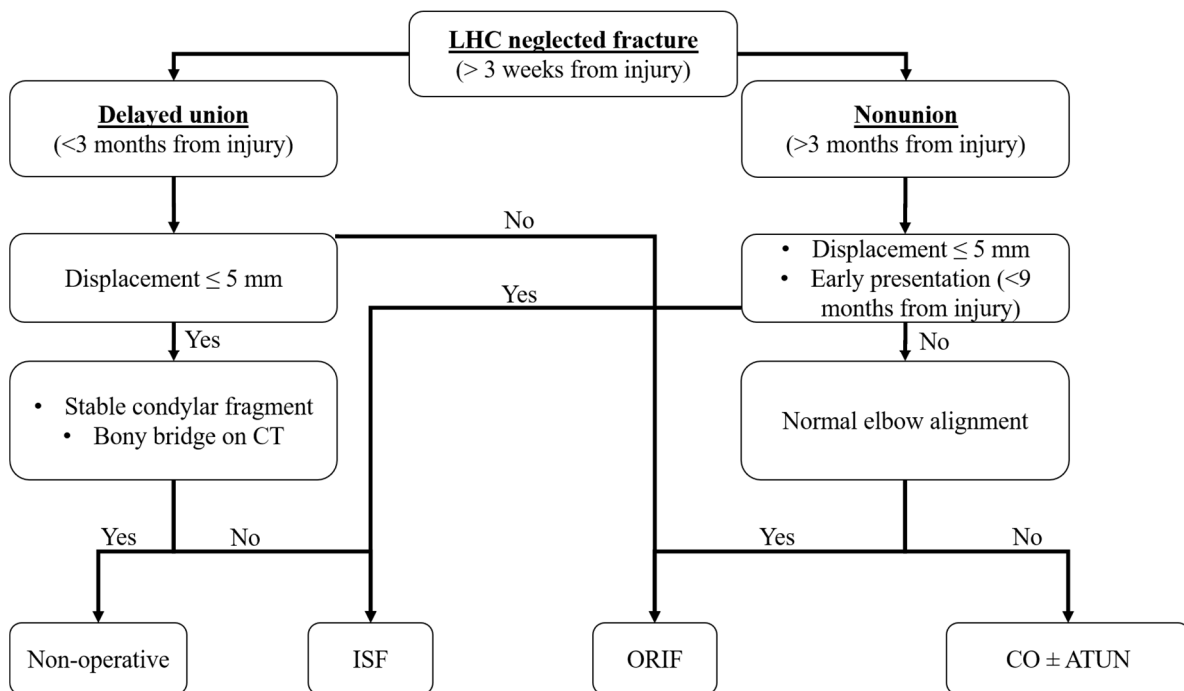 LHC neglected fracture
(> 3 weeks from injury)
Delayed union
(<3 months from injury)
Nonunion
(>3 months from injury)
No
Displacement ≤ 5 mm
• Displacement ≤ 5 mm
• Early presentation (<9
months from injury)
Yes
Yes
No
• Stable condylar fragment
• Bony bridge on CT
Normal elbow alignment
Yes
No
Yes
No
Non-operative
ISF
ORIF
CO ± ATUN